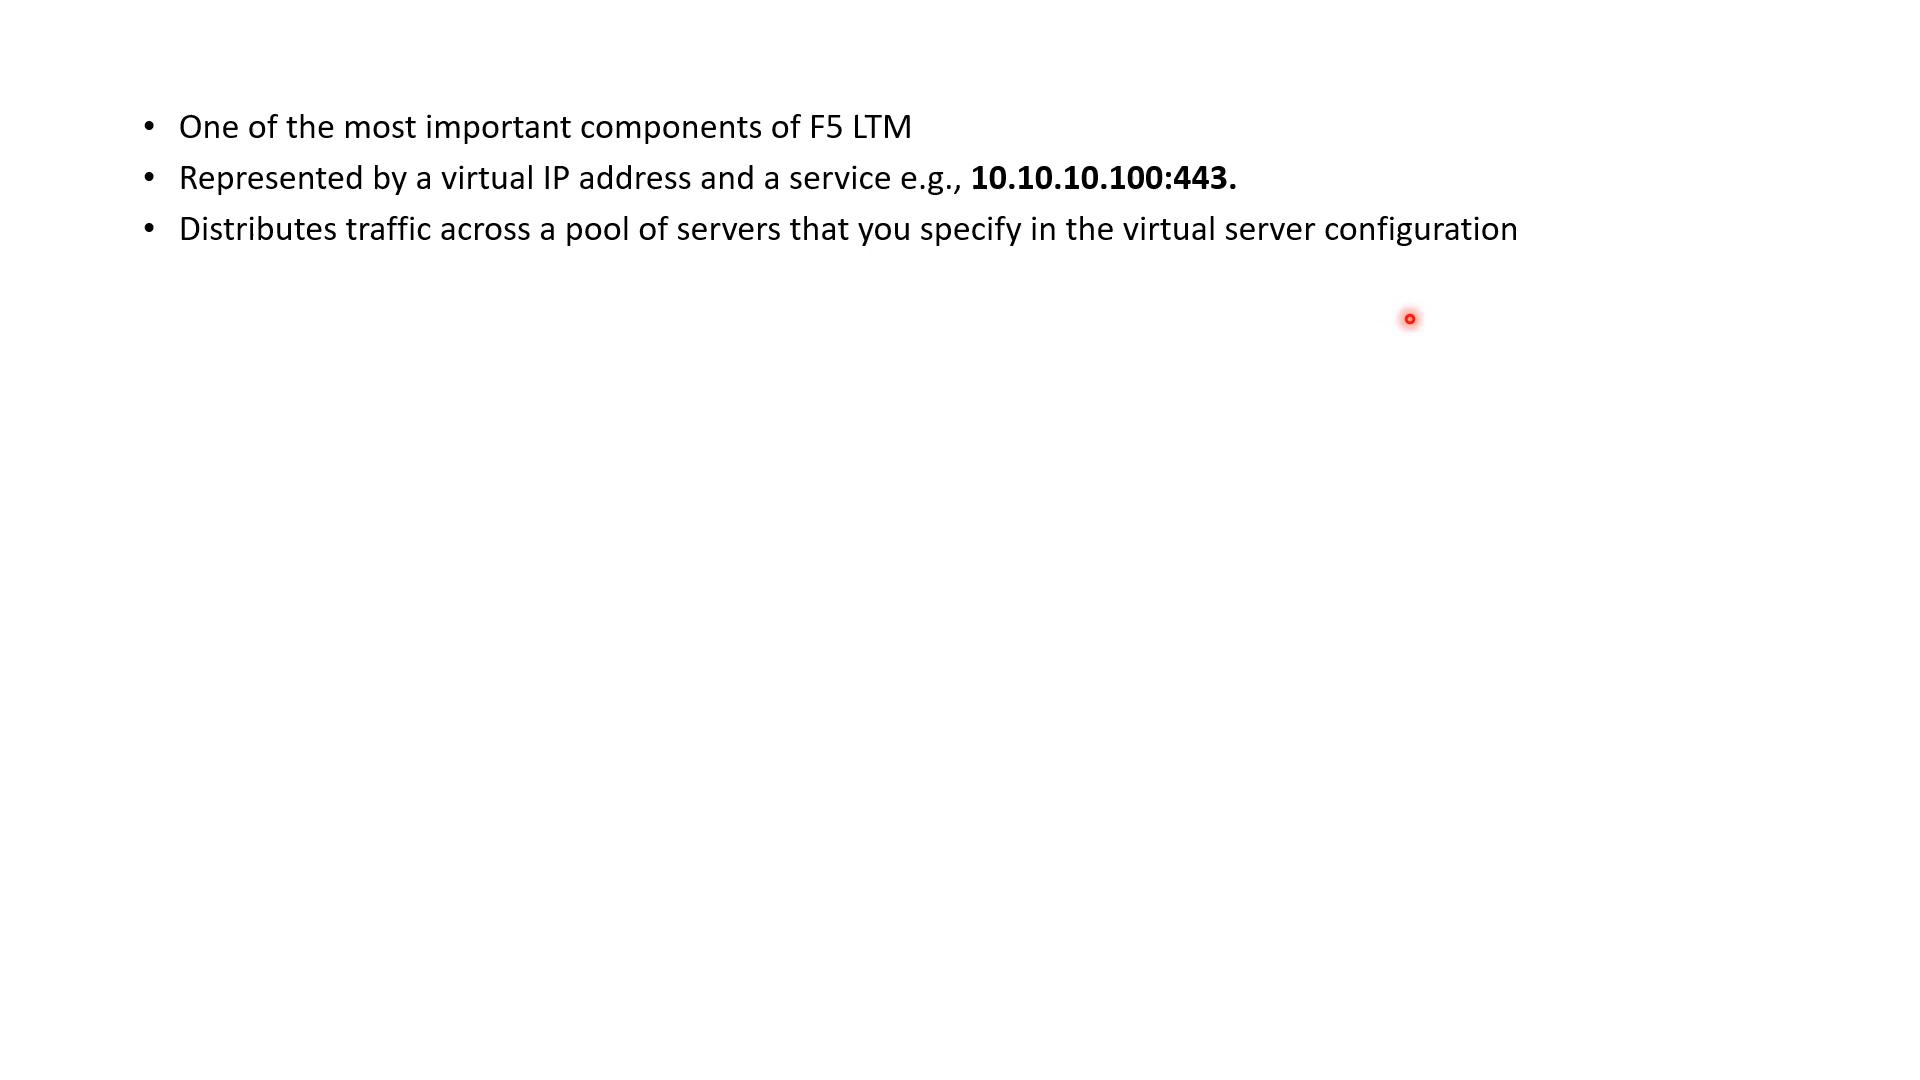 • One of the most important components of F5 LTM
• Represented by a virtual IP address and a service e.g., 10.10.10.100:443.
• Distributes traffic across a pool of servers that you specify in the virtual server configuration